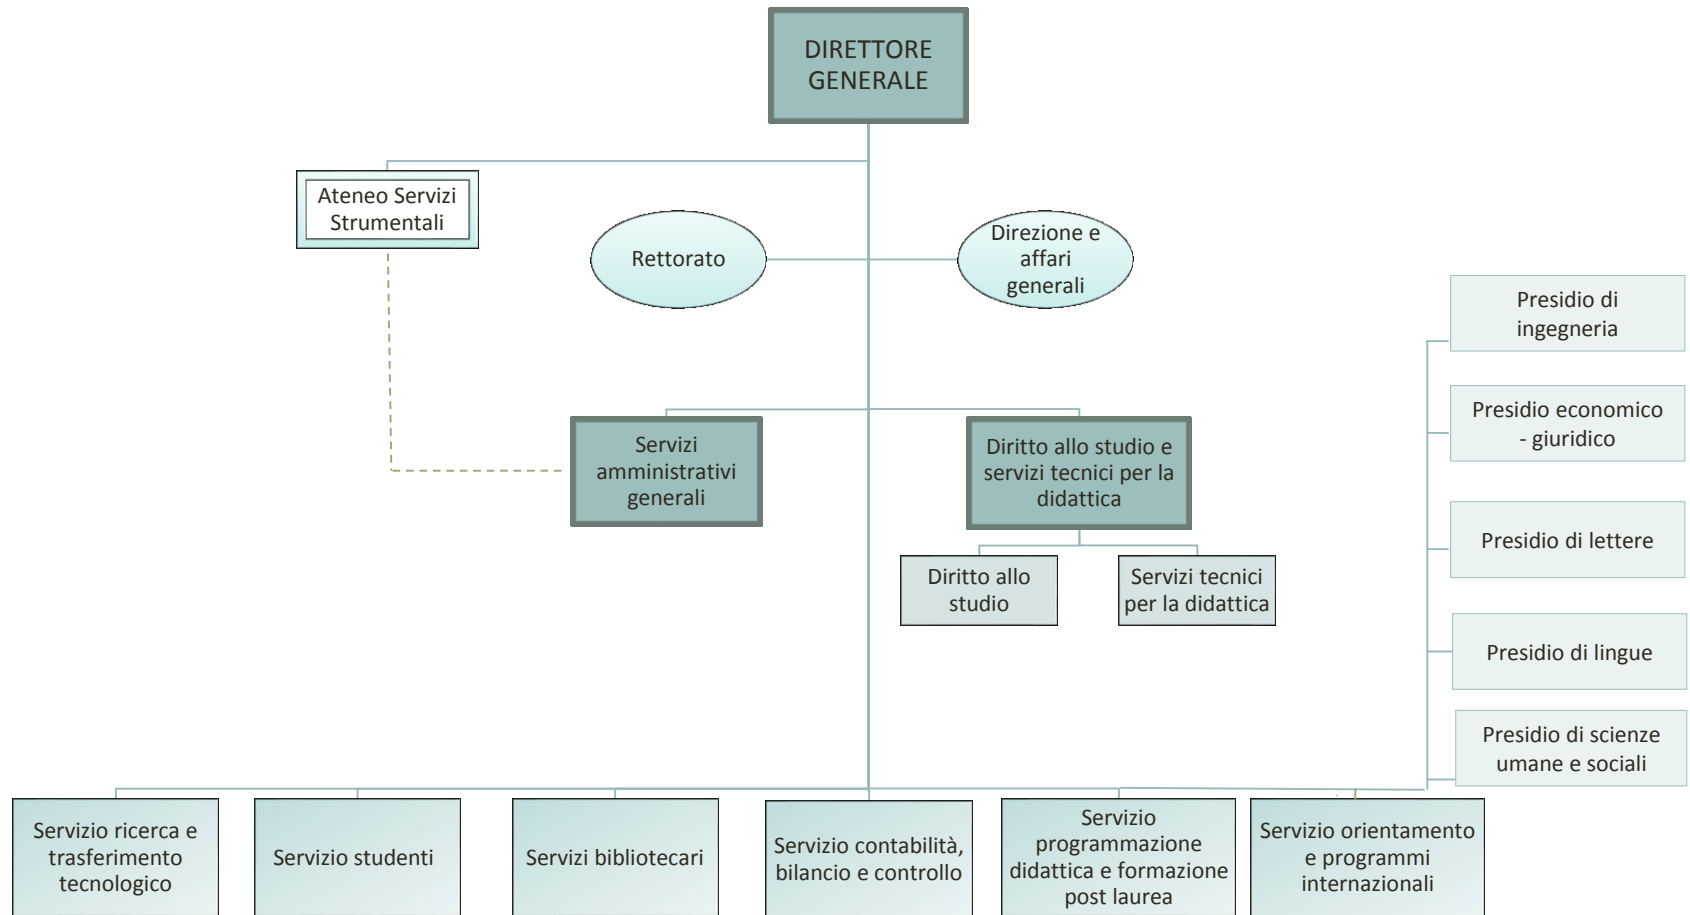 DIRETTORE
GENERALE
Ateneo Servizi
Strumentali
Rettorato
Direzione e
affari
generali
Presidio di
ingegneria
Presidio economico
- giuridico
Servizi
amministrativi
generali
Diritto allo studio e
servizi tecnici per la
didattica
Presidio di lettere
Diritto allo
studio
Servizi tecnici
per la didattica
Presidio di lingue
Presidio di scienze
umane e sociali
Servizio ricerca e
trasferimento
tecnologico
Servizio studenti
Servizi bibliotecari
Servizio contabilità,
bilancio e controllo
Servizio
programmazione
didattica e formazione
post laurea
Servizio orientamento
e programmi
internazionali